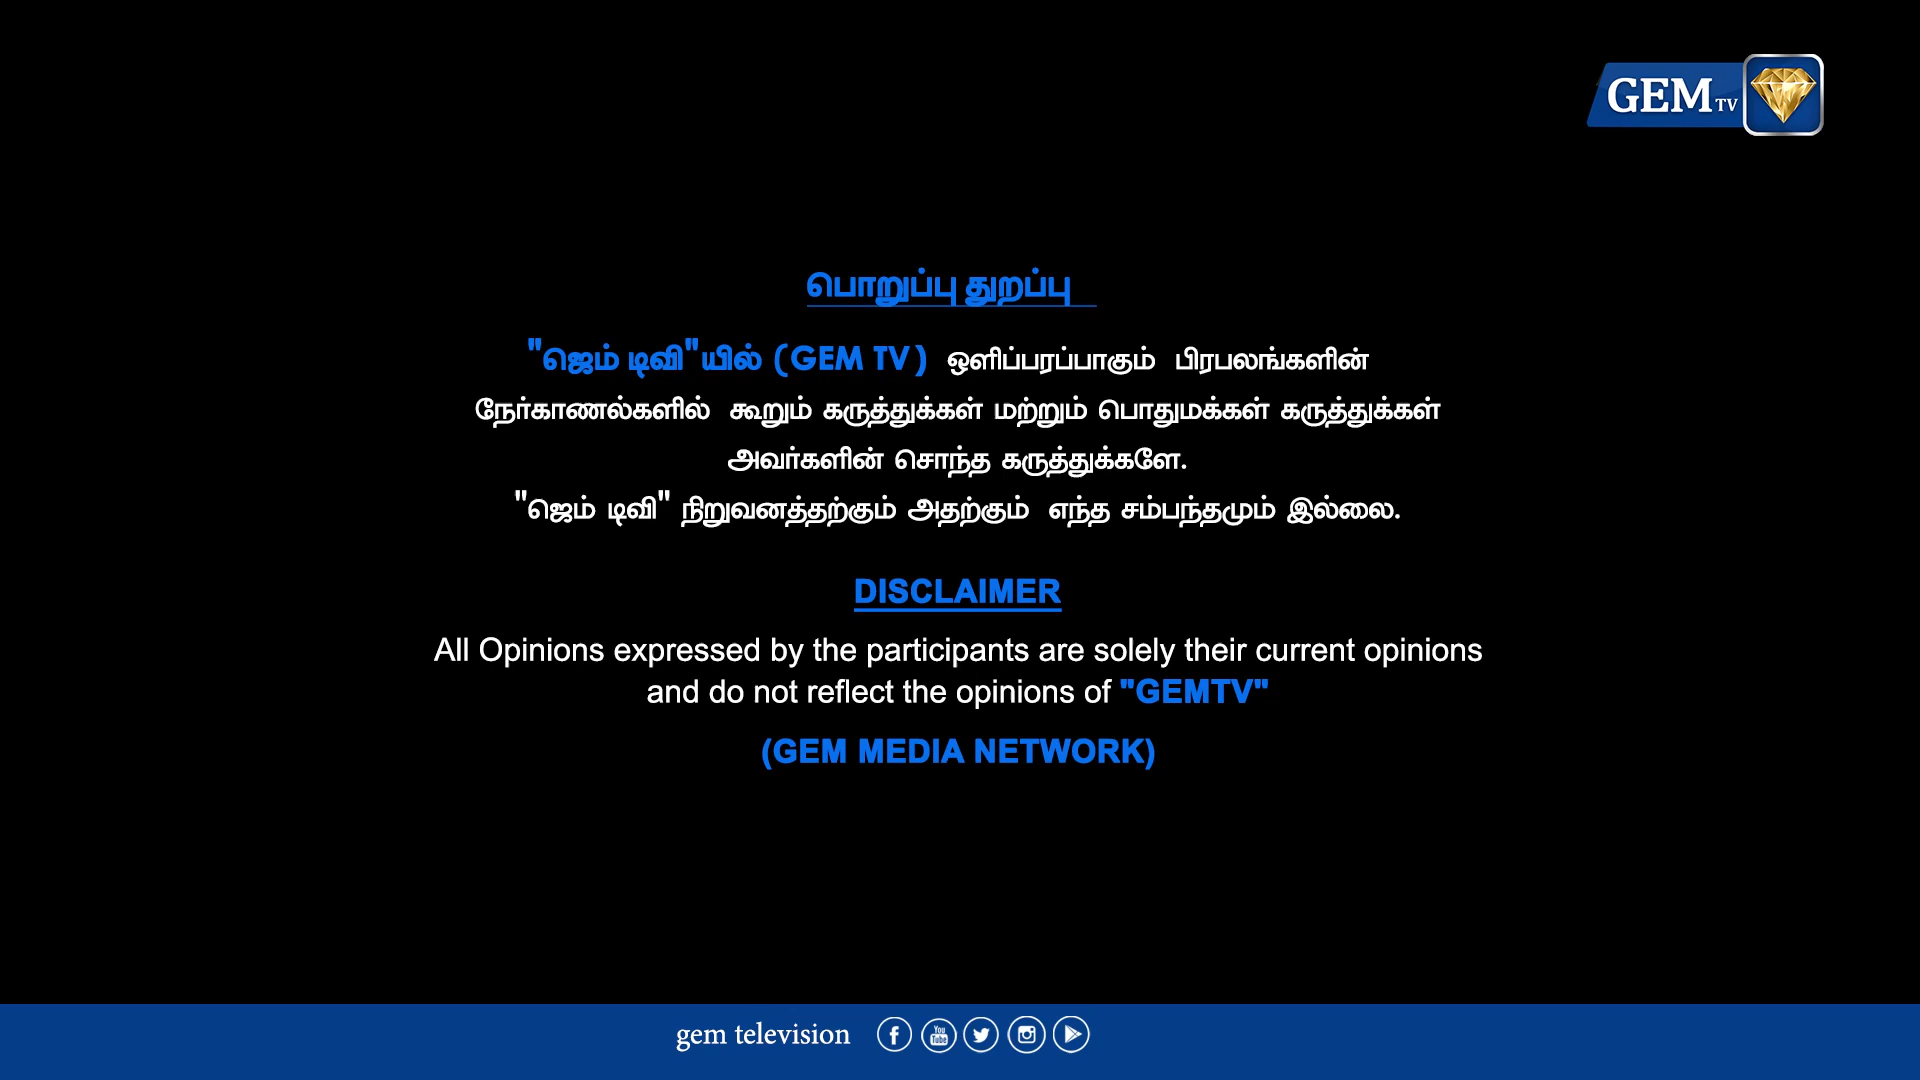 GEM TV
பொறுப்பு துறப்பு
"ஜெம் டிவி"யில் (GEM TV) ஒளிப்பரப்பாகும் பிரபலங்களின்
நேர்காணல்களில் கூறும் கருத்துக்கள் மற்றும் பொதுமக்கள் கருத்துக்கள்
அவர்களின் சொந்த கருத்துக்களே.
"ஜெம் டிவி" நிறுவனத்தற்கும் அதற்கும் எந்த சம்பந்தமும் இல்லை.
DISCLAIMER
All Opinions expressed by the participants are solely their current opinions
and do not reflect the opinions of "GEMTV"
(GEM MEDIA NETWORK)
gem television f You Tube